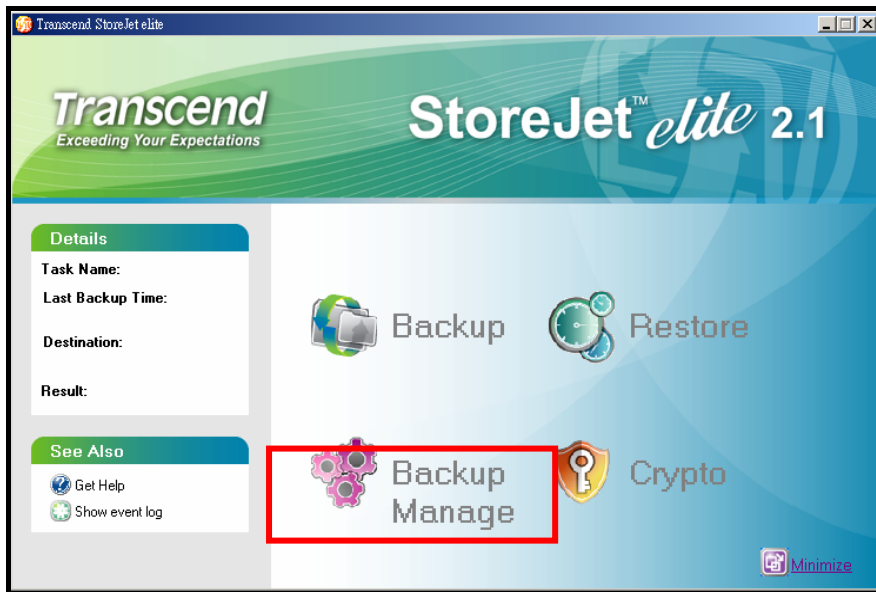 Transcend StoreJet elite
Transcend
Exceeding Your Expectations
StoreJet™ elite 2.1
Details
Task Name:
Last Backup Time:
Destination:
Result:
See Also
Get Help
Show event log
Backup
Restore
Backup
Manage
Crypto
Minimize